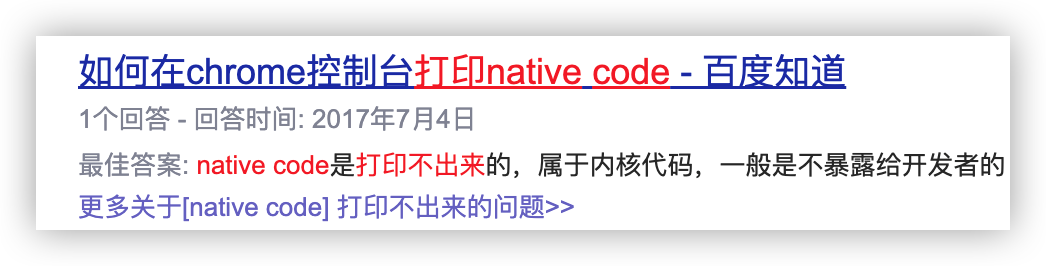 如何在chrome控制台打印native code - 百度知道
1个回答 - 回答时间: 2017年7月4日
最佳答案: native code是打印不出来的，属于内核代码，一般是不暴露给开发者的
更多关于[native code] 打印不出来的问题>>